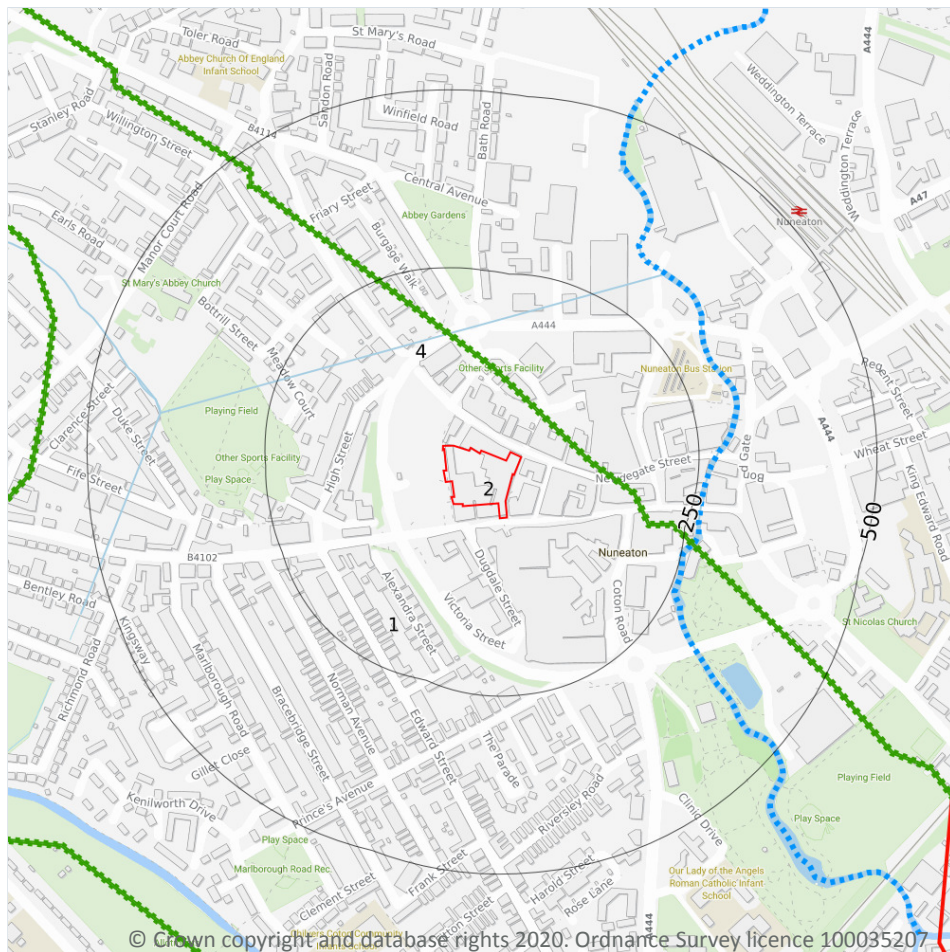 Toler Road
St Mary's Road
A444
Abbey Church Of England
Infant School
Sandon Road
Weddington Terrace
Stanley Road
Willington Street
B4114
Winfield Road
Bath Road
Weddington Terrace
Central Avenue
Friary Street
Abbey Gardens
A47
Nuneaton
Earls Road
Manor Court Road
Burgage Walk
St Mary's Abbey Church
Bottrill Street
A444
4
Meadow Court
Other Sports Facility
Nuneaton Bus Station
Regent Street
Clarence Street
Duke Street
Playing Field
A444
Wheat Street
High Street
Other Sports Facility
Play Space
Fife Street
2
Newdegate Street
Bond Gate
King Edward Road
250
500
B4102
Nuneaton
Dugdale Street
Bentley Road
Alexandra Street
Victoria Street
Coton Road
1
St Nicolas Church
Kingsway
Richmond Road
Marlborough Road
Norman Avenue
Bracebridge Street
Edward Street
The Parade
Gillet Close
Prince's Avenue
Kenilworth Drive
Riversley Road
Playing Field
Clinic Drive
Play Space
Play Space
Marlborough Road Rec.
Frank Street
Harold Street
Our Lady of the Angels
Roman Catholic Infant
School
Clement Street
Rose Lane
A444
© Crown copyright and database rights 2020. Ordnance Survey licence 100035207